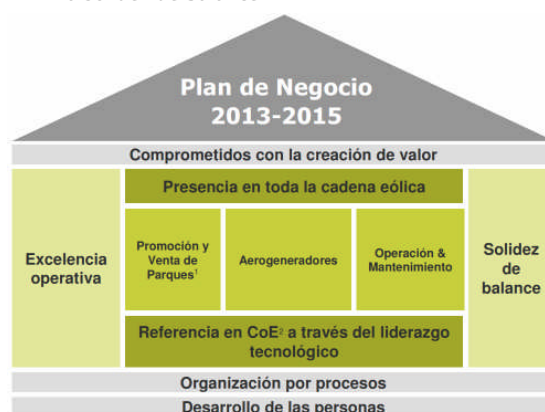 Plan de Negocio
2013-2015
Comprometidos con la creación de valor
Presencia en toda la cadena eólica
Excelencia
operativa
Promoción y
Venta de
Parques¹
Aerogeneradores
Operación &
Mantenimiento
Solidez
de
balance
Referencia en CoE² a través del liderazgo
tecnológico
Organización por procesos
Desarrollo de las personas